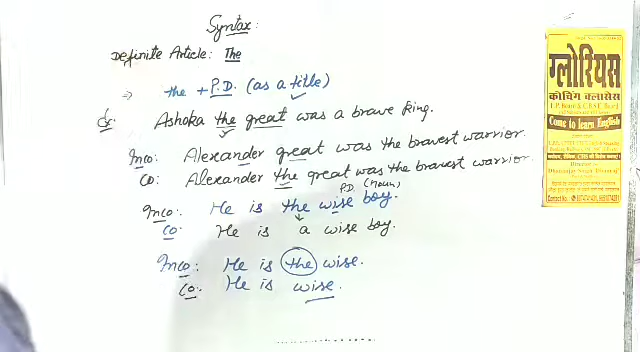 Syntax:
Definite Article: The
→ the + P.D. (as a title)
Ex: Ashoka the great was a brave king.
Inco: Alexander great was the bravest warrior.
Co: Alexander the great was the bravest warrior.
P.D. (Noun)
Inco: He is the wise boy.
Co: He is a wise boy.
Inco: He is the wise.
Co: He is wise.
ग्लोरियस
कोचिंग क्लासेस
U.P. Board & C.B.S.E. Board
Come to learn English